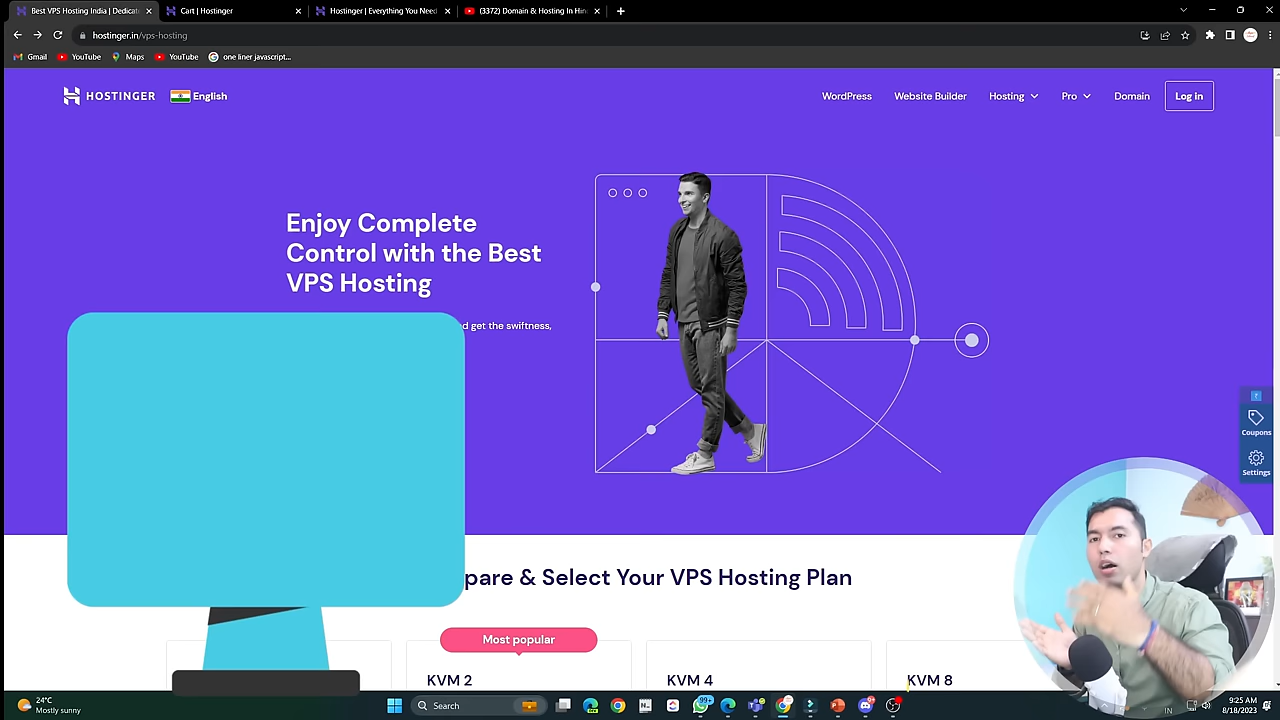 Best VPS Hosting India | Dedicat
Cart | Hostinger
Hostinger | Everything You Need
(3372) Domain & Hosting In Hin
hostinger.in/vps-hosting
Gmail
YouTube
Maps
YouTube
one liner javascript...
HOSTINGER
English
WordPress
Website Builder
Hosting
Pro
Domain
Log in
Enjoy Complete
Control with the Best
VPS Hosting
d get the swiftness,
Coupons
Settings
pare & Select Your VPS Hosting Plan
Most popular
KVM 2
KVM 4
KVM 8
24°C
Mostly sunny
Search
99+
IN
9:25 AM
8/18/2023